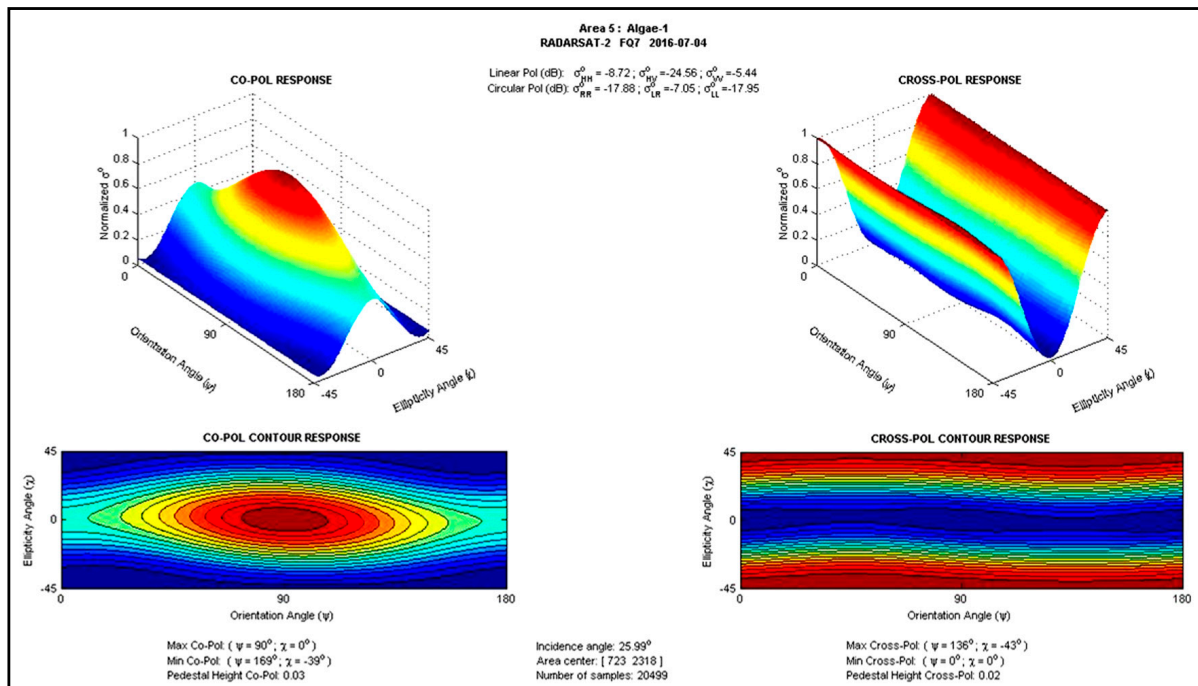 Area 5 : Algae-1
RADARSAT-2 FQ7 2016-07-04
Linear Pol (dB): σ°HH = -8.72 ; σ°HV = -24.56 ; σ°VV = -5.44
Circular Pol (dB): σ°RR = -17.88 ; σ°LR = -7.05 ; σ°LL = -17.95
CO-POL RESPONSE
1
0.8
0.6
0.4
0.2
0
Normalized σ°
0
90
180
Orientation Angle (ψ)
-45
0
45
Ellipticity Angle (χ)
CROSS-POL RESPONSE
1
0.8
0.6
0.4
0.2
0
Normalized σ°
0
90
180
Orientation Angle (ψ)
-45
0
45
Ellipticity Angle (χ)
CO-POL CONTOUR RESPONSE
45
0
-45
Ellipticity Angle (χ)
0
90
180
Orientation Angle (ψ)
CROSS-POL CONTOUR RESPONSE
45
0
-45
Ellipticity Angle (χ)
0
90
180
Orientation Angle (ψ)
Max Co-Pol: ( ψ = 90° ; χ = 0° )
Min Co-Pol: ( ψ = 169° ; χ = -39° )
Pedestal Height Co-Pol: 0.03
Incidence angle: 25.99°
Area center: [ 723 2318 ]
Number of samples: 20499
Max Cross-Pol: ( ψ = 136° ; χ = -43° )
Min Cross-Pol: ( ψ = 0° ; χ = 0° )
Pedestal Height Cross-Pol: 0.02